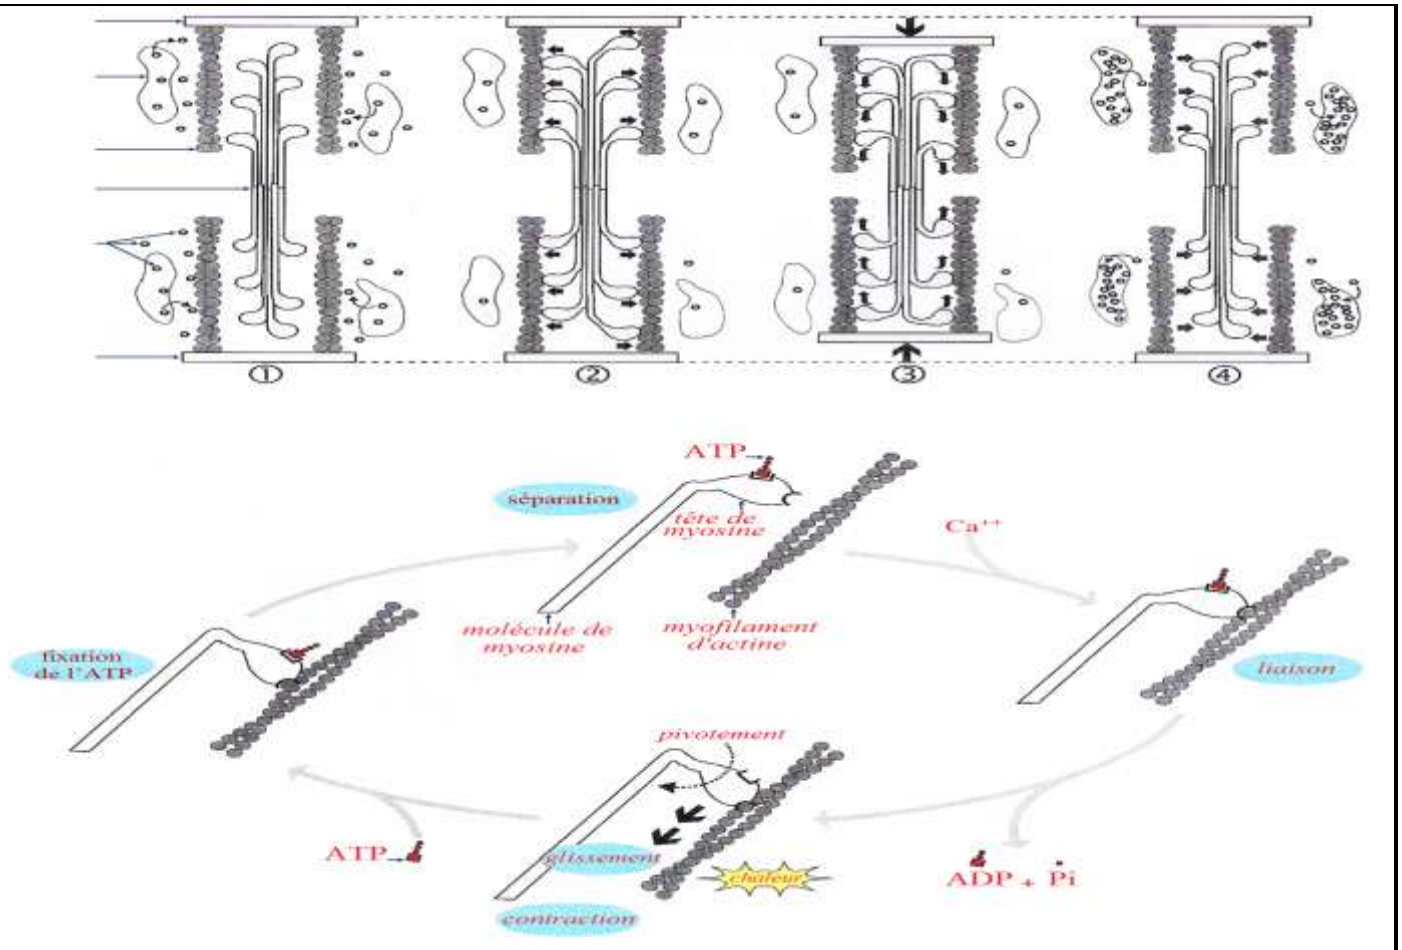 ① ② ③ ④
ATP
séparation
tête de
myosine
Ca⁺⁺
molécule de
myosine
myofilament
d'actine
fixation
de l'ATP
liaison
pivotement
ATP
glissement
chaleur
ADP + Pi
contraction